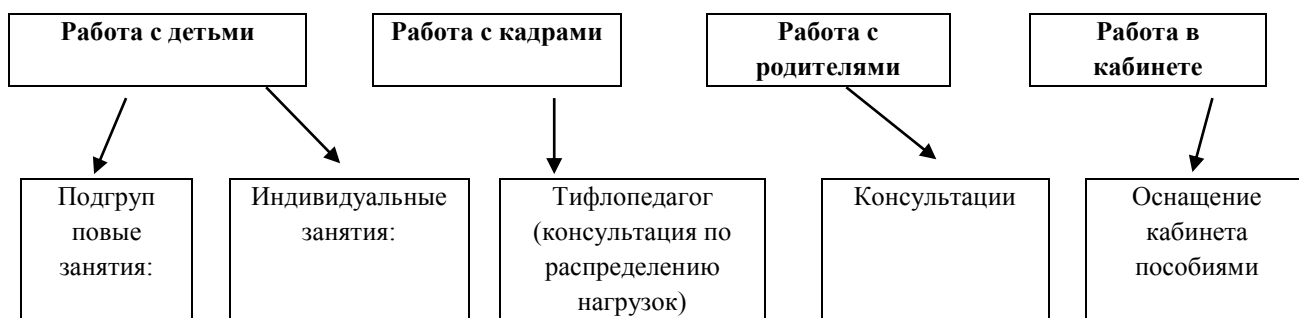 Работа с детьми
Работа с кадрами
Работа с
родителями
Работа в
кабинете
Подгруп
повые
занятия:
Индивидуальные
занятия:
Тифлопедагог
(консультация по
распределению
нагрузок)
Консультации
Оснащение
кабинета
пособиями